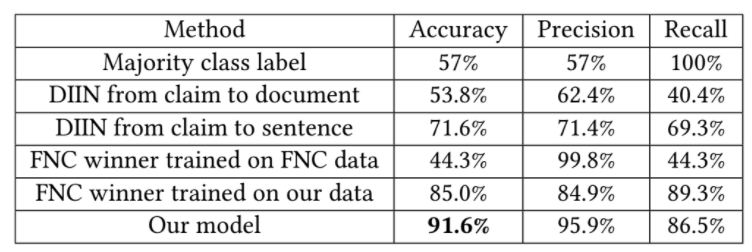 Method Accuracy Precision Recall
Majority class label 57% 57% 100%
DIIN from claim to document 53.8% 62.4% 40.4%
DIIN from claim to sentence 71.6% 71.4% 69.3%
FNC winner trained on FNC data 44.3% 99.8% 44.3%
FNC winner trained on our data 85.0% 84.9% 89.3%
Our model 91.6% 95.9% 86.5%